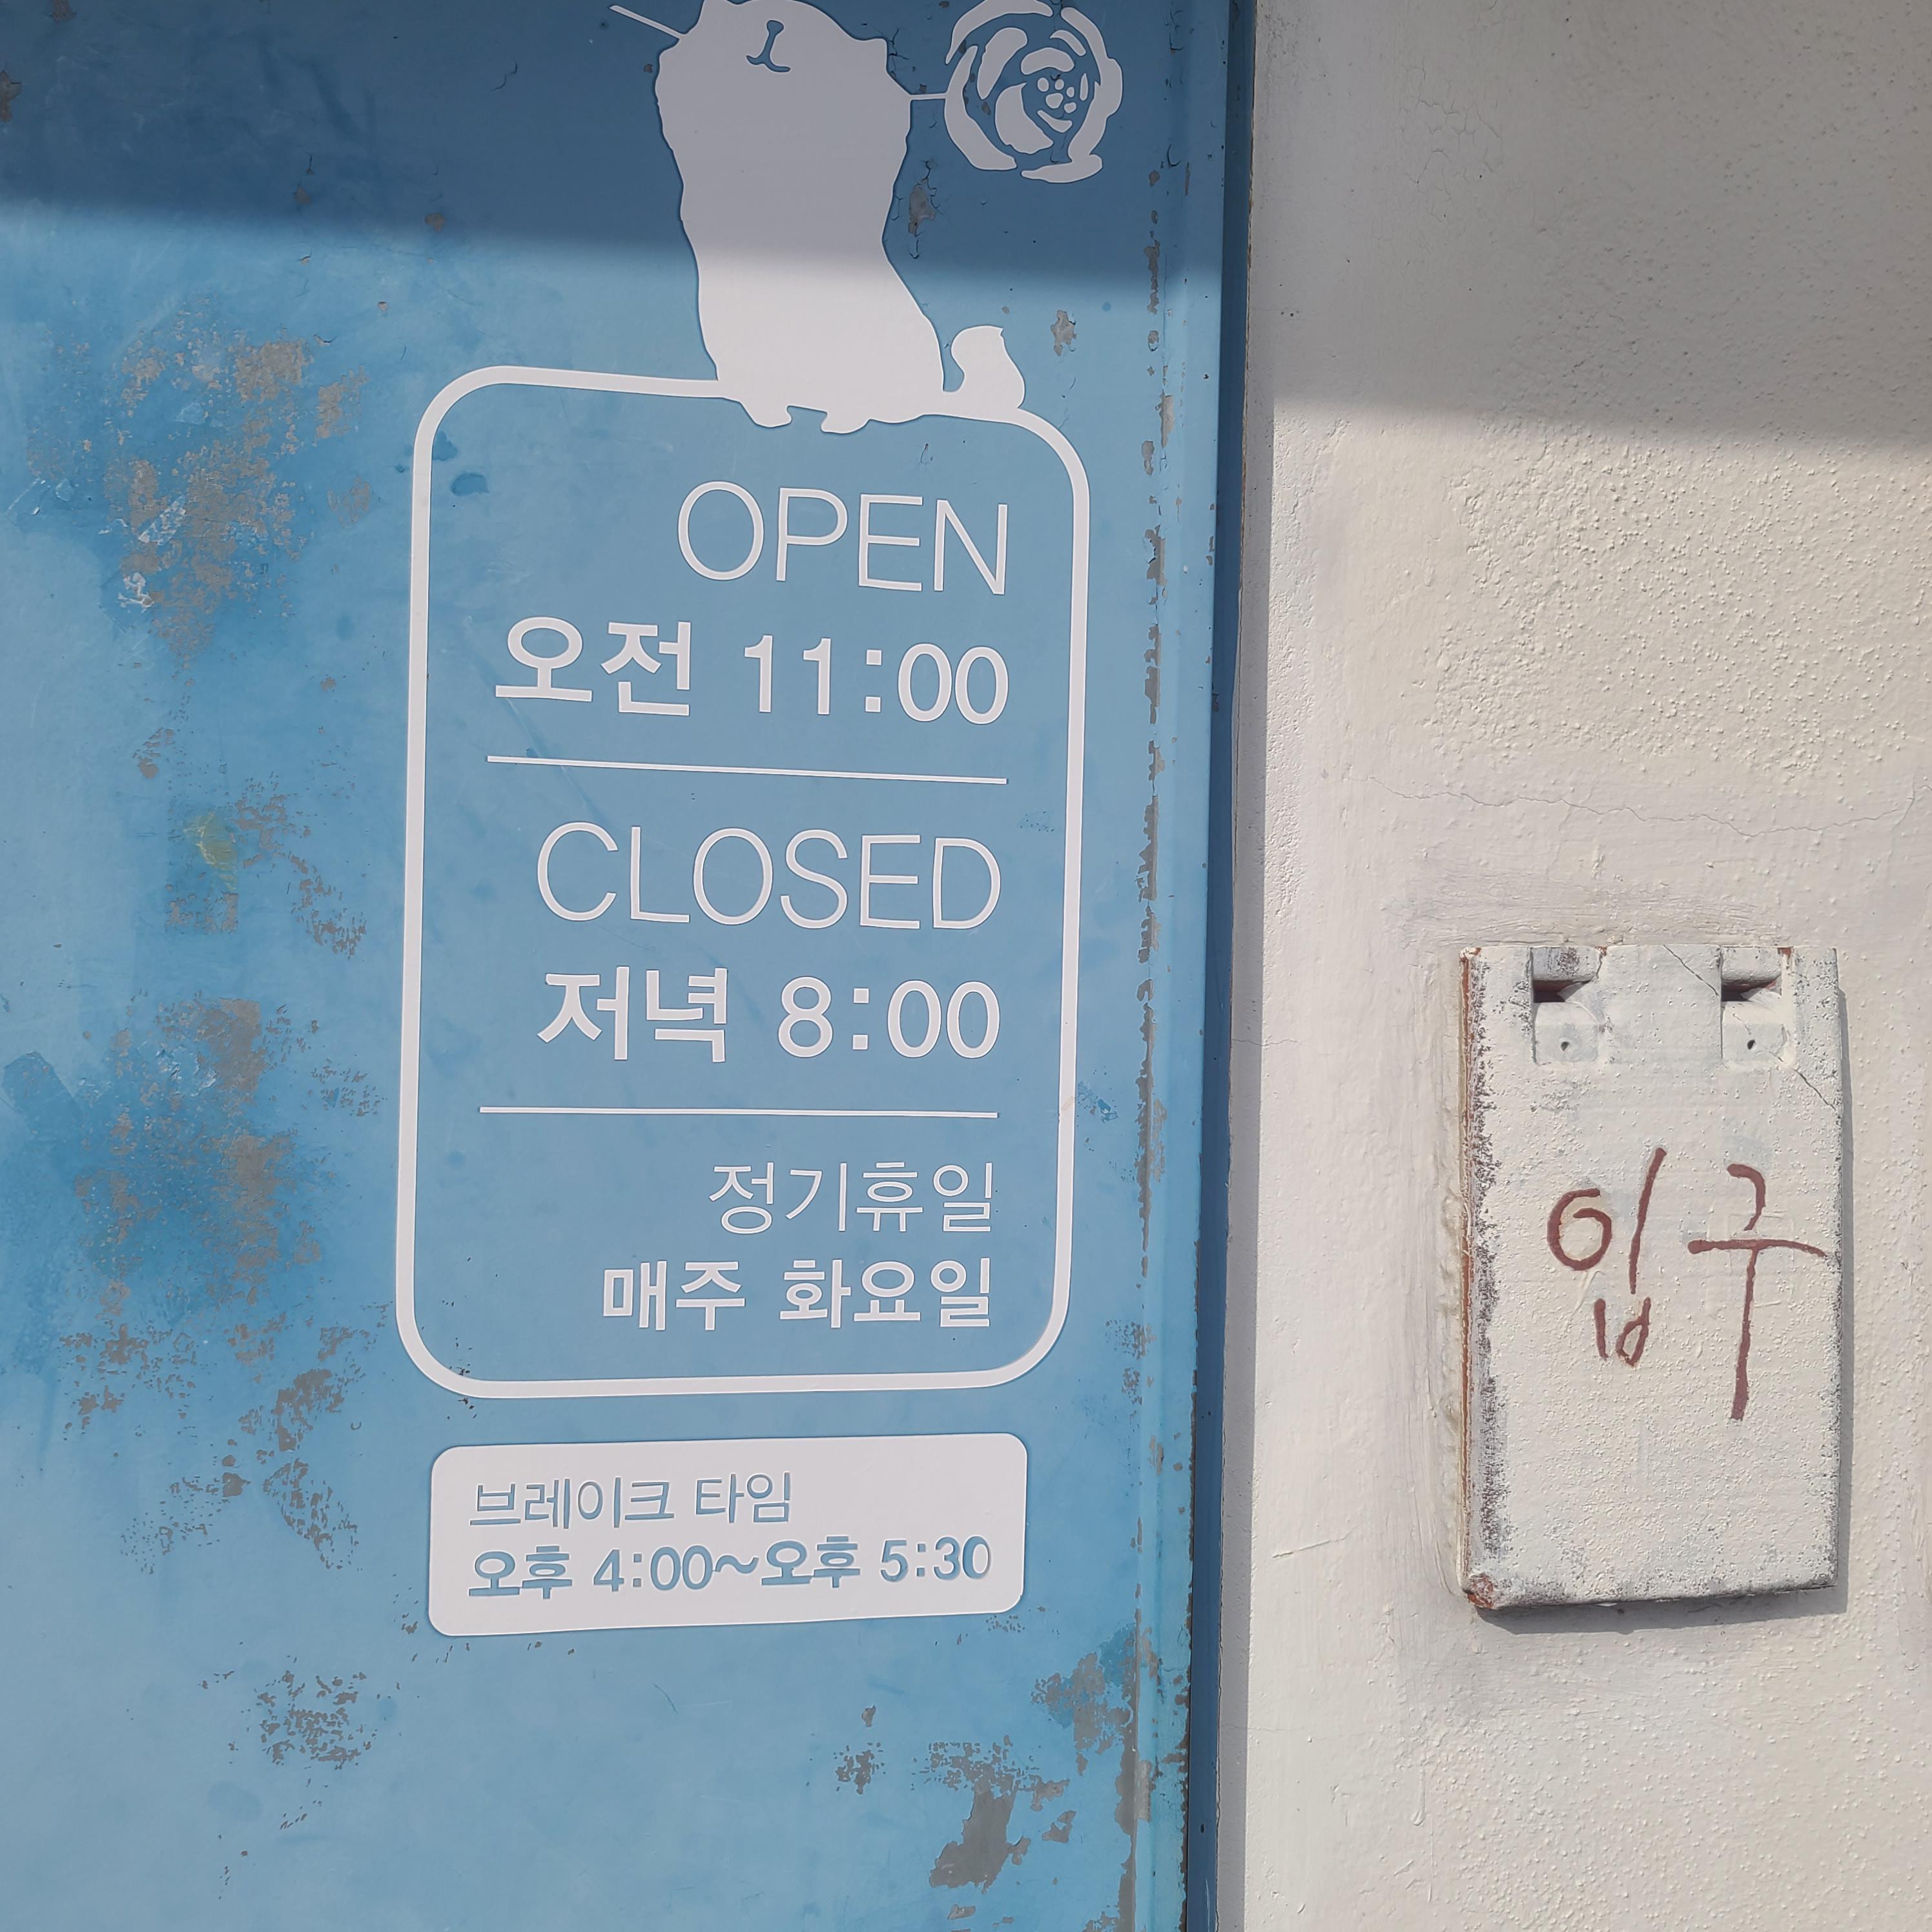 OPEN
오전 11:00
CLOSED
저녁 8:00
정기휴일
매주 화요일
브레이크 타임
오후 4:00~오후 5:30
입구